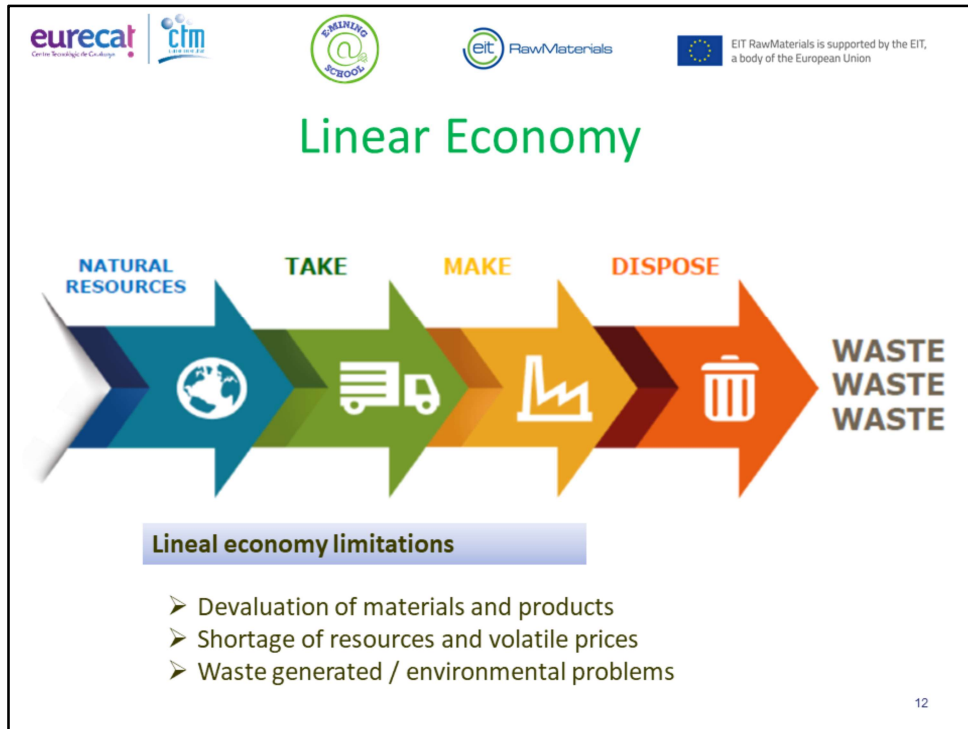 eurecat
Centre Tecnològic de Catalunya
ctm
E-MINING
@
SCHOOL
eit RawMaterials
EIT RawMaterials is supported by the EIT,
a body of the European Union
Linear Economy
NATURAL
RESOURCES
TAKE
MAKE
DISPOSE
WASTE
WASTE
WASTE
Lineal economy limitations
➢ Devaluation of materials and products
➢ Shortage of resources and volatile prices
➢ Waste generated / environmental problems
12